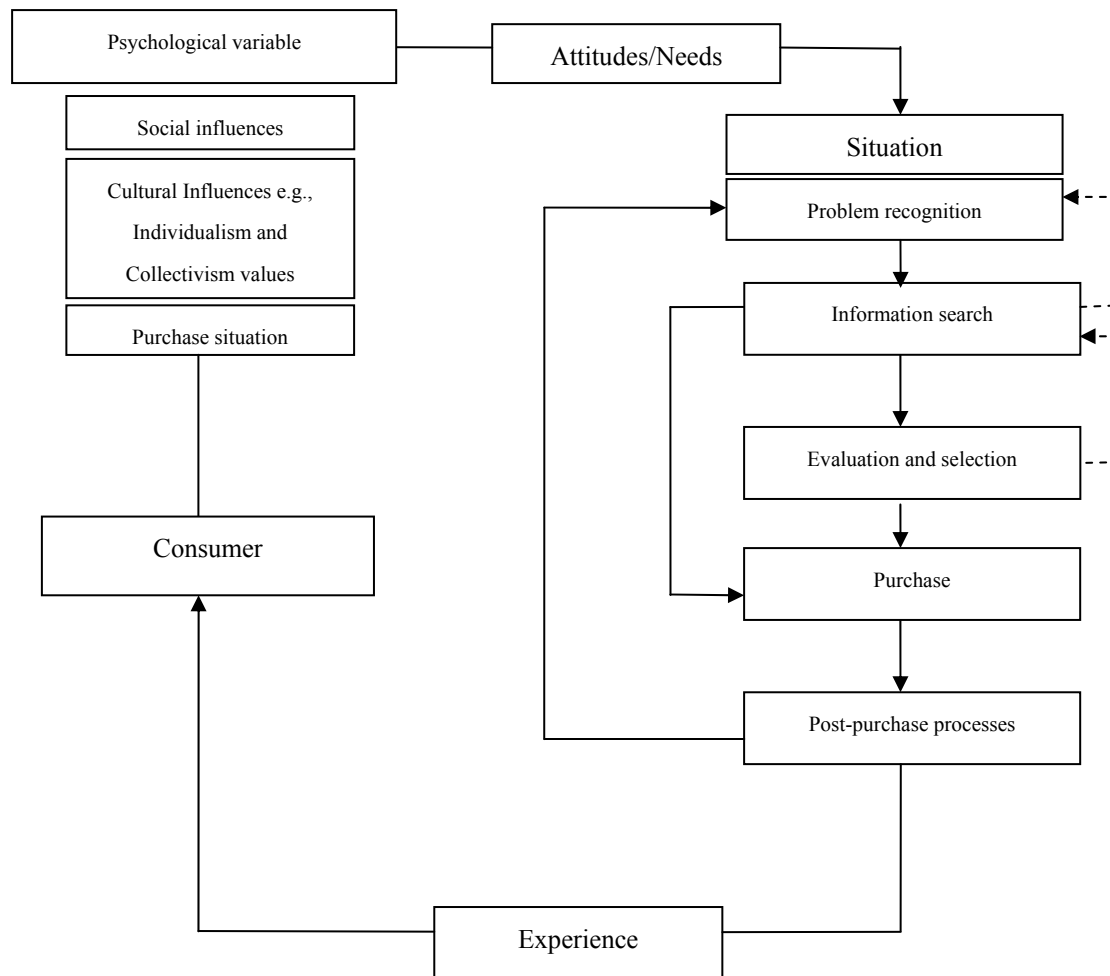 Psychological variable
Attitudes/Needs
Social influences
Situation
Cultural Influences e.g.,
Individualism and
Collectivism values
Problem recognition
Purchase situation
Information search
Evaluation and selection
Consumer
Purchase
Post-purchase processes
Experience